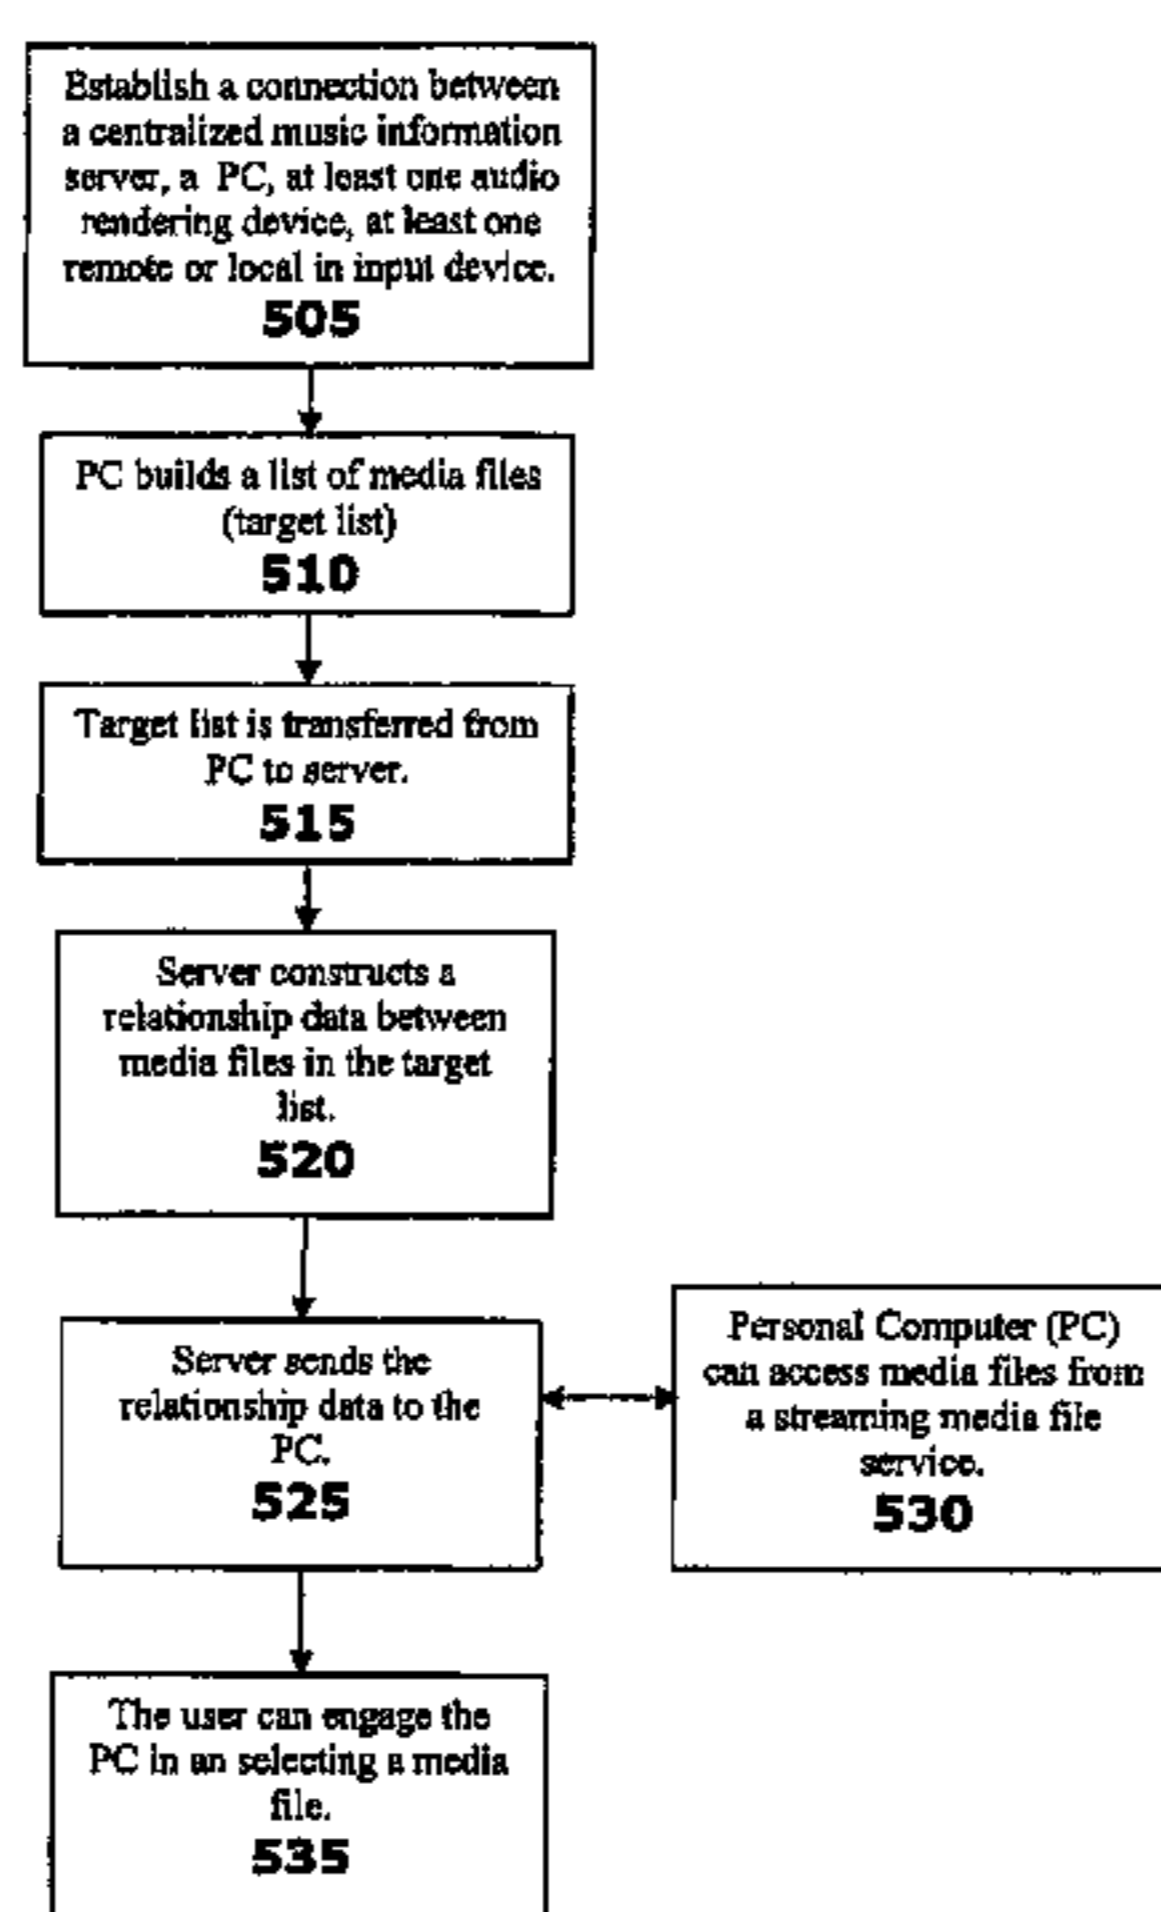 Establish a connection between
a centralized music information
server, a PC, at least one audio
rendering device, at least one
remote or local in input device.
505
PC builds a list of media files
(target list)
510
Target list is transferred from
PC to server.
515
Server constructs a
relationship data between
media files in the target
list.
520
Server sends the
relationship data to the
PC.
525
Personal Computer (PC)
can access media files from
a streaming media file
service.
530
The user can engage the
PC in an selecting a media
file.
535